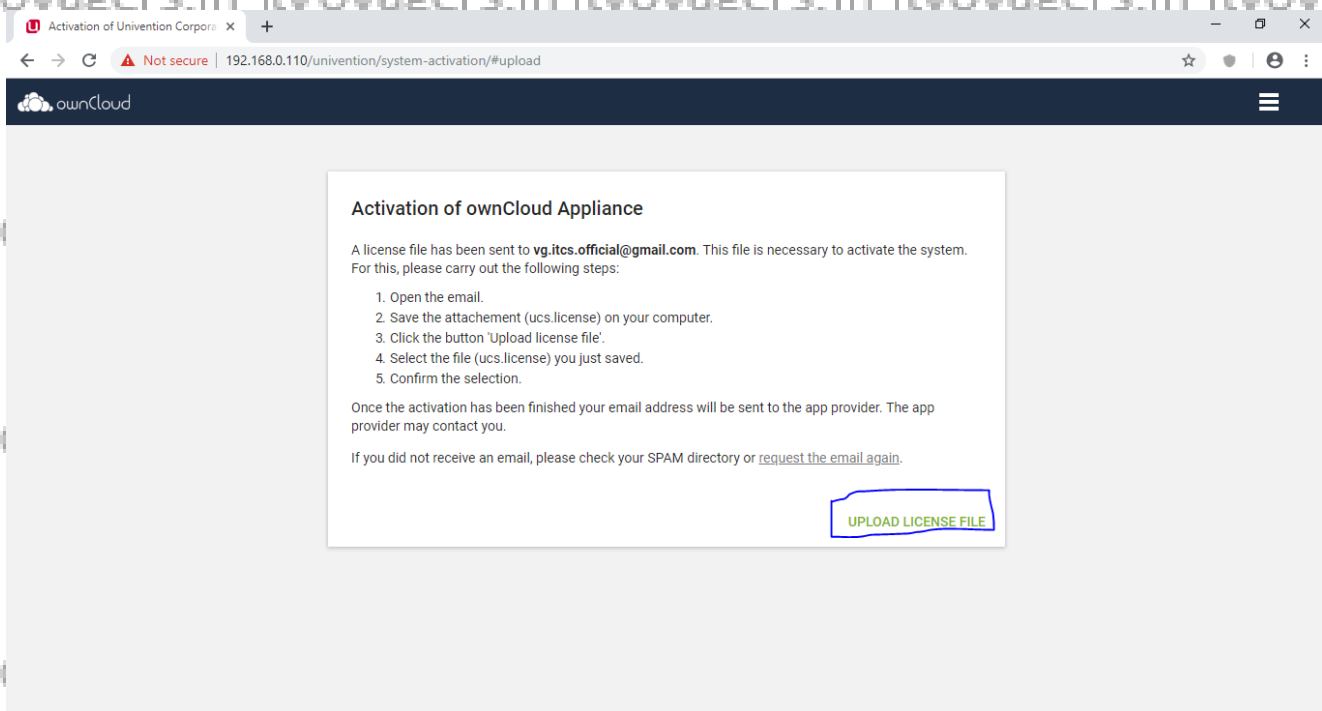 Activation of Univention Corpora
Not secure | 192.168.0.110/univention/system-activation/#upload
ownCloud
Activation of ownCloud Appliance
A license file has been sent to vg.itcs.official@gmail.com. This file is necessary to activate the system.
For this, please carry out the following steps:
1. Open the email.
2. Save the attachement (ucs.license) on your computer.
3. Click the button 'Upload license file'.
4. Select the file (ucs.license) you just saved.
5. Confirm the selection.
Once the activation has been finished your email address will be sent to the app provider. The app
provider may contact you.
If you did not receive an email, please check your SPAM directory or request the email again.
UPLOAD LICENSE FILE